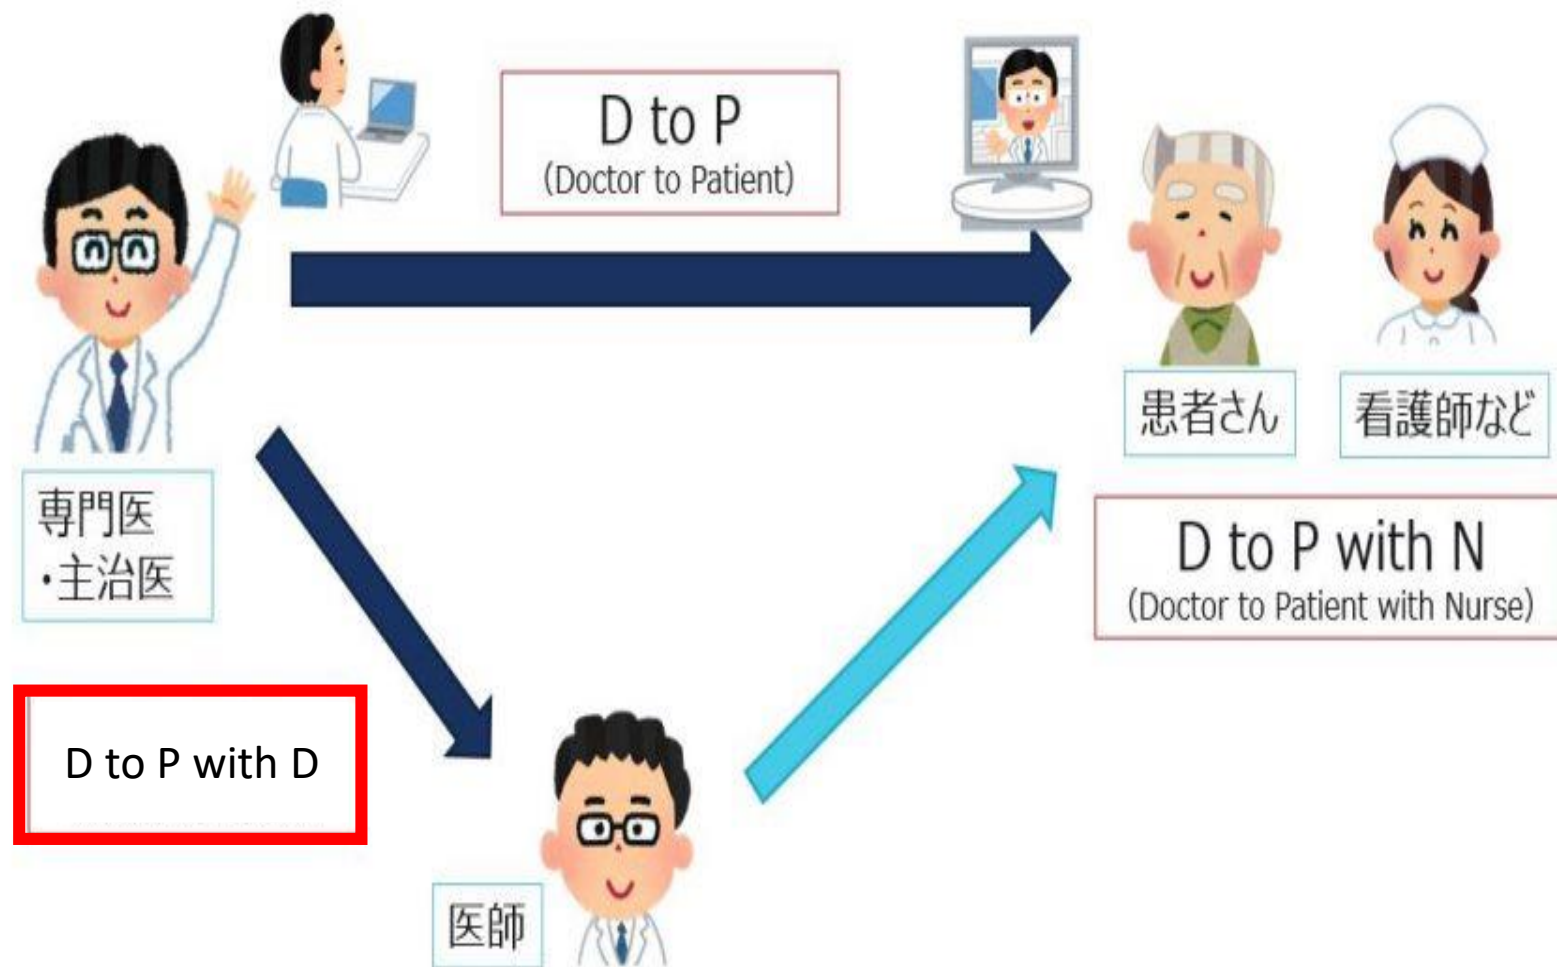 D to P
(Doctor to Patient)
患者さん
看護師など
専門医
・主治医
D to P with N
(Doctor to Patient with Nurse)
D to P with D
医師